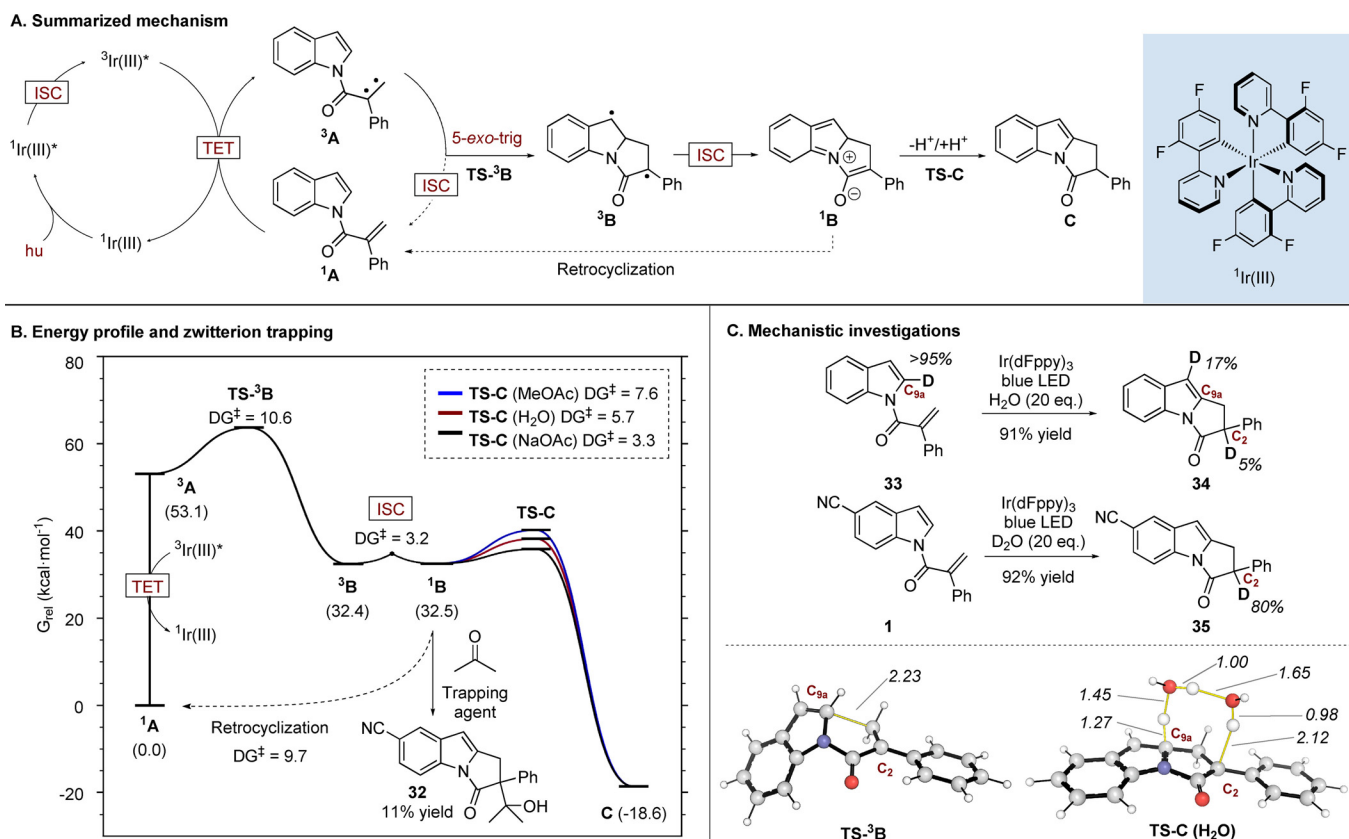 A. Summarized mechanism
³Ir(III)*
ISC
¹Ir(III)*
hu
¹Ir(III)
TET
N
O
Ph
³A
N
O
Ph
¹A
5-exo-trig
TS-³B
ISC
N
O
Ph
³B
ISC
N
⊕
O
⊖
Ph
¹B
-H⁺/+H⁺
TS-C
N
O
Ph
C
Retrocyclization
F
F
F
F
F
F
N
N
N
Ir
¹Ir(III)
B. Energy profile and zwitterion trapping
G_rel (kcal·mol⁻¹)
80
60
40
20
0
-20
TS-³B
DG‡ = 10.6
TS-C (MeOAc) DG‡ = 7.6
TS-C (H₂O) DG‡ = 5.7
TS-C (NaOAc) DG‡ = 3.3
³A
(53.1)
³Ir(III)*
TET
¹Ir(III)
¹A
(0.0)
ISC
DG‡ = 3.2
³B
(32.4)
¹B
(32.5)
TS-C
O
Trapping
agent
Retrocyclization
DG‡ = 9.7
NC
N
O
Ph
OH
32
11% yield
C (-18.6)
C. Mechanistic investigations
>95%
D
C9a
N
O
Ph
33
Ir(dFppy)₃
blue LED
H₂O (20 eq.)
91% yield
D 17%
C9a
N
O
Ph
C₂
D
5%
34
NC
N
O
Ph
1
Ir(dFppy)₃
blue LED
D₂O (20 eq.)
92% yield
NC
N
O
Ph
C₂
D
80%
35
C9a
2.23
C₂
TS-³B
1.00
1.65
1.45
1.27
0.98
2.12
C9a
C₂
TS-C (H₂O)